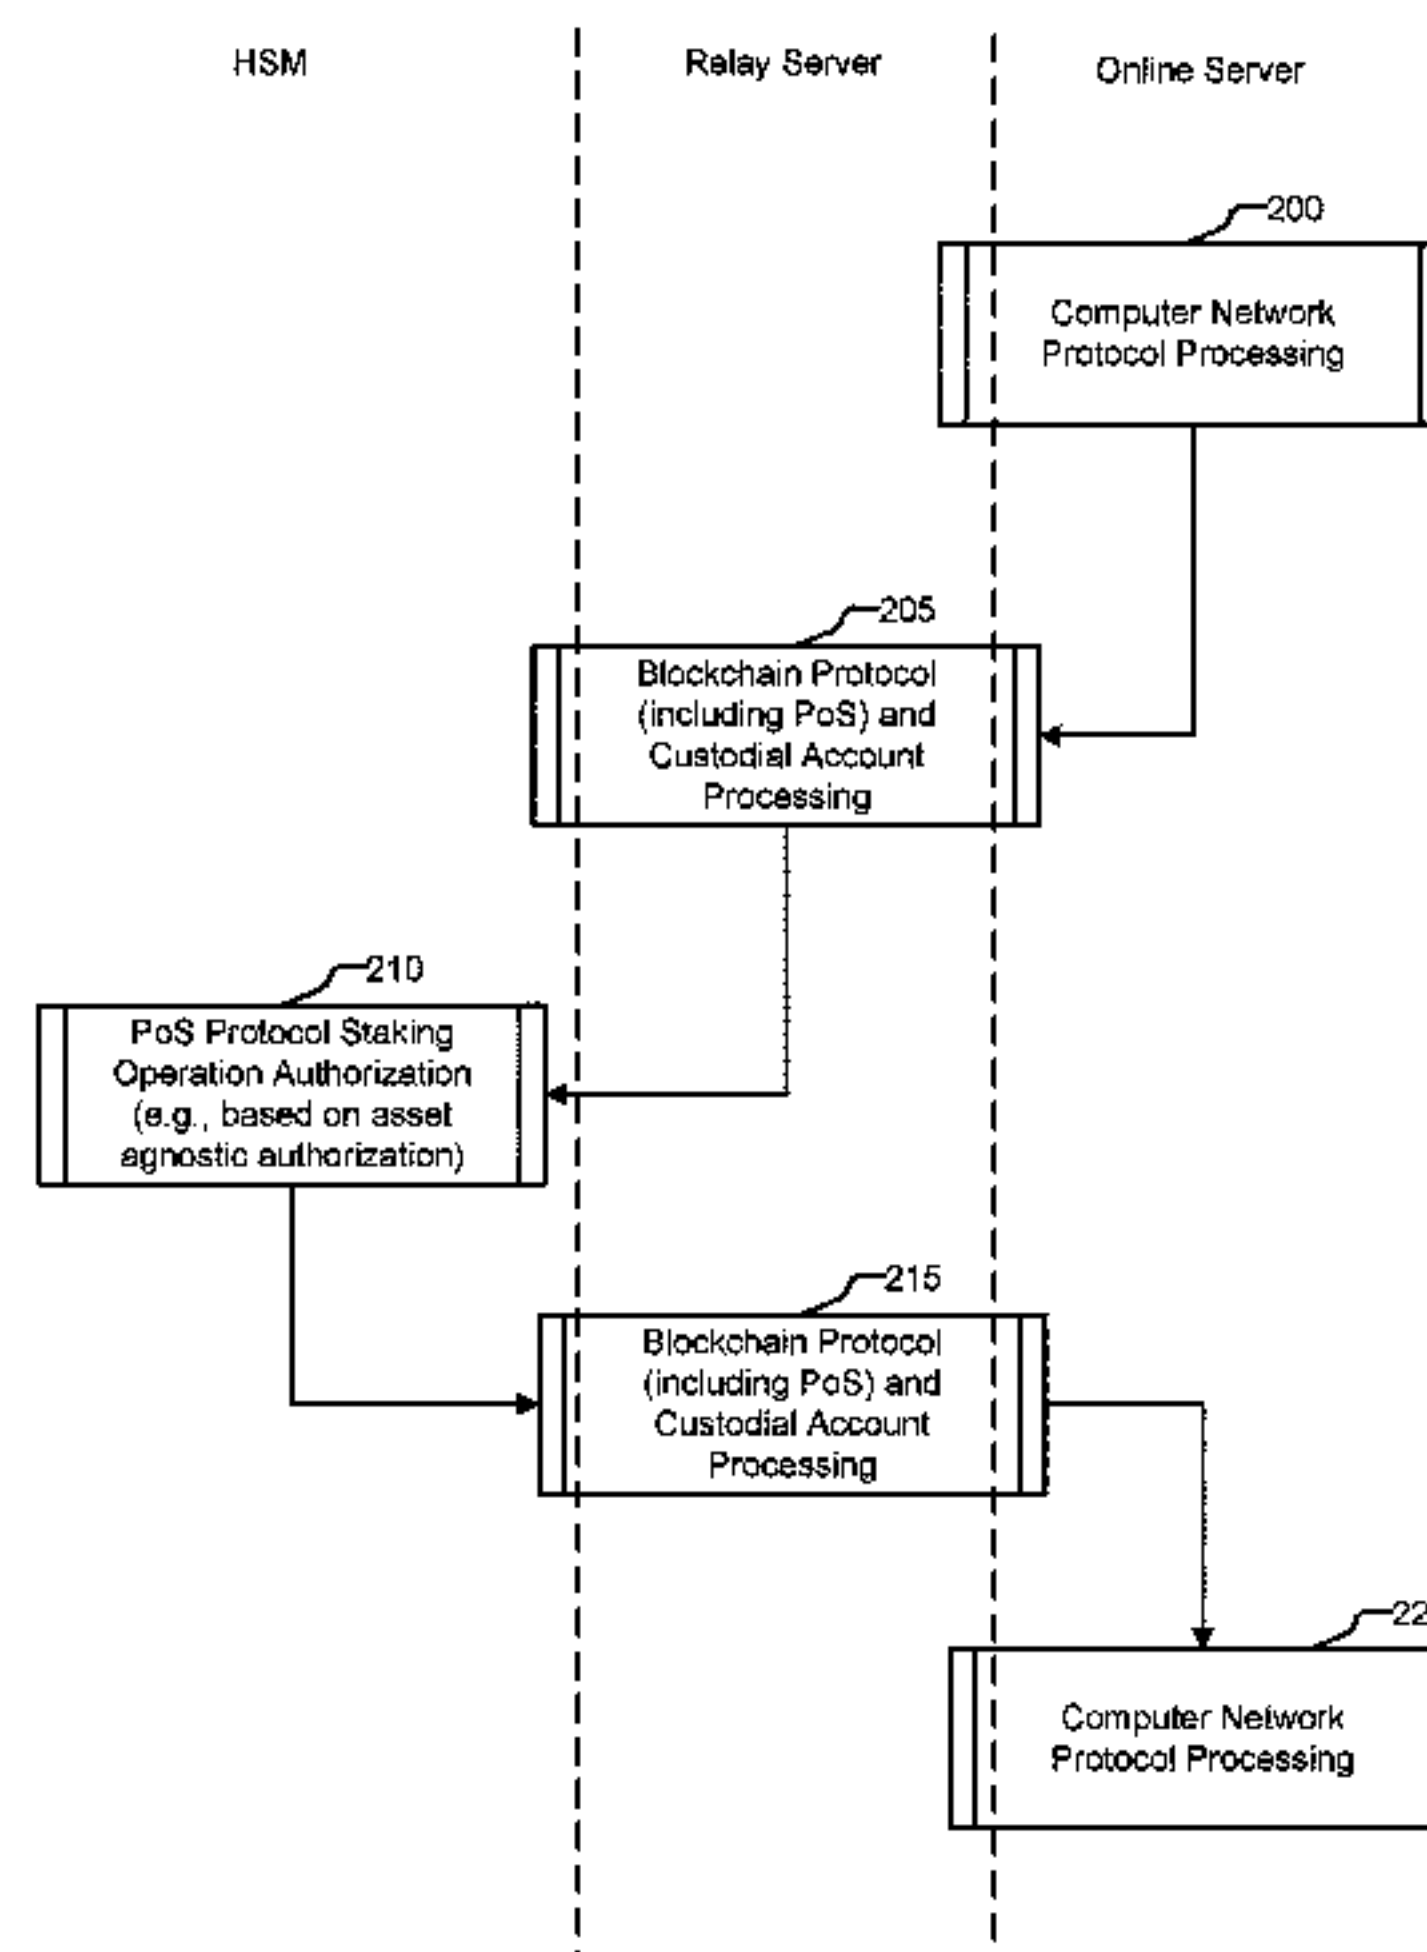 HSM
Relay Server
Online Server
200
Computer Network
Protocol Processing
205
Blockchain Protocol
(including PoS) and
Custodial Account
Processing
210
PoS Protocol Staking
Operation Authorization
(e.g., based on asset
agnostic authorization)
215
Blockchain Protocol
(including PoS) and
Custodial Account
Processing
22
Computer Network
Protocol Processing